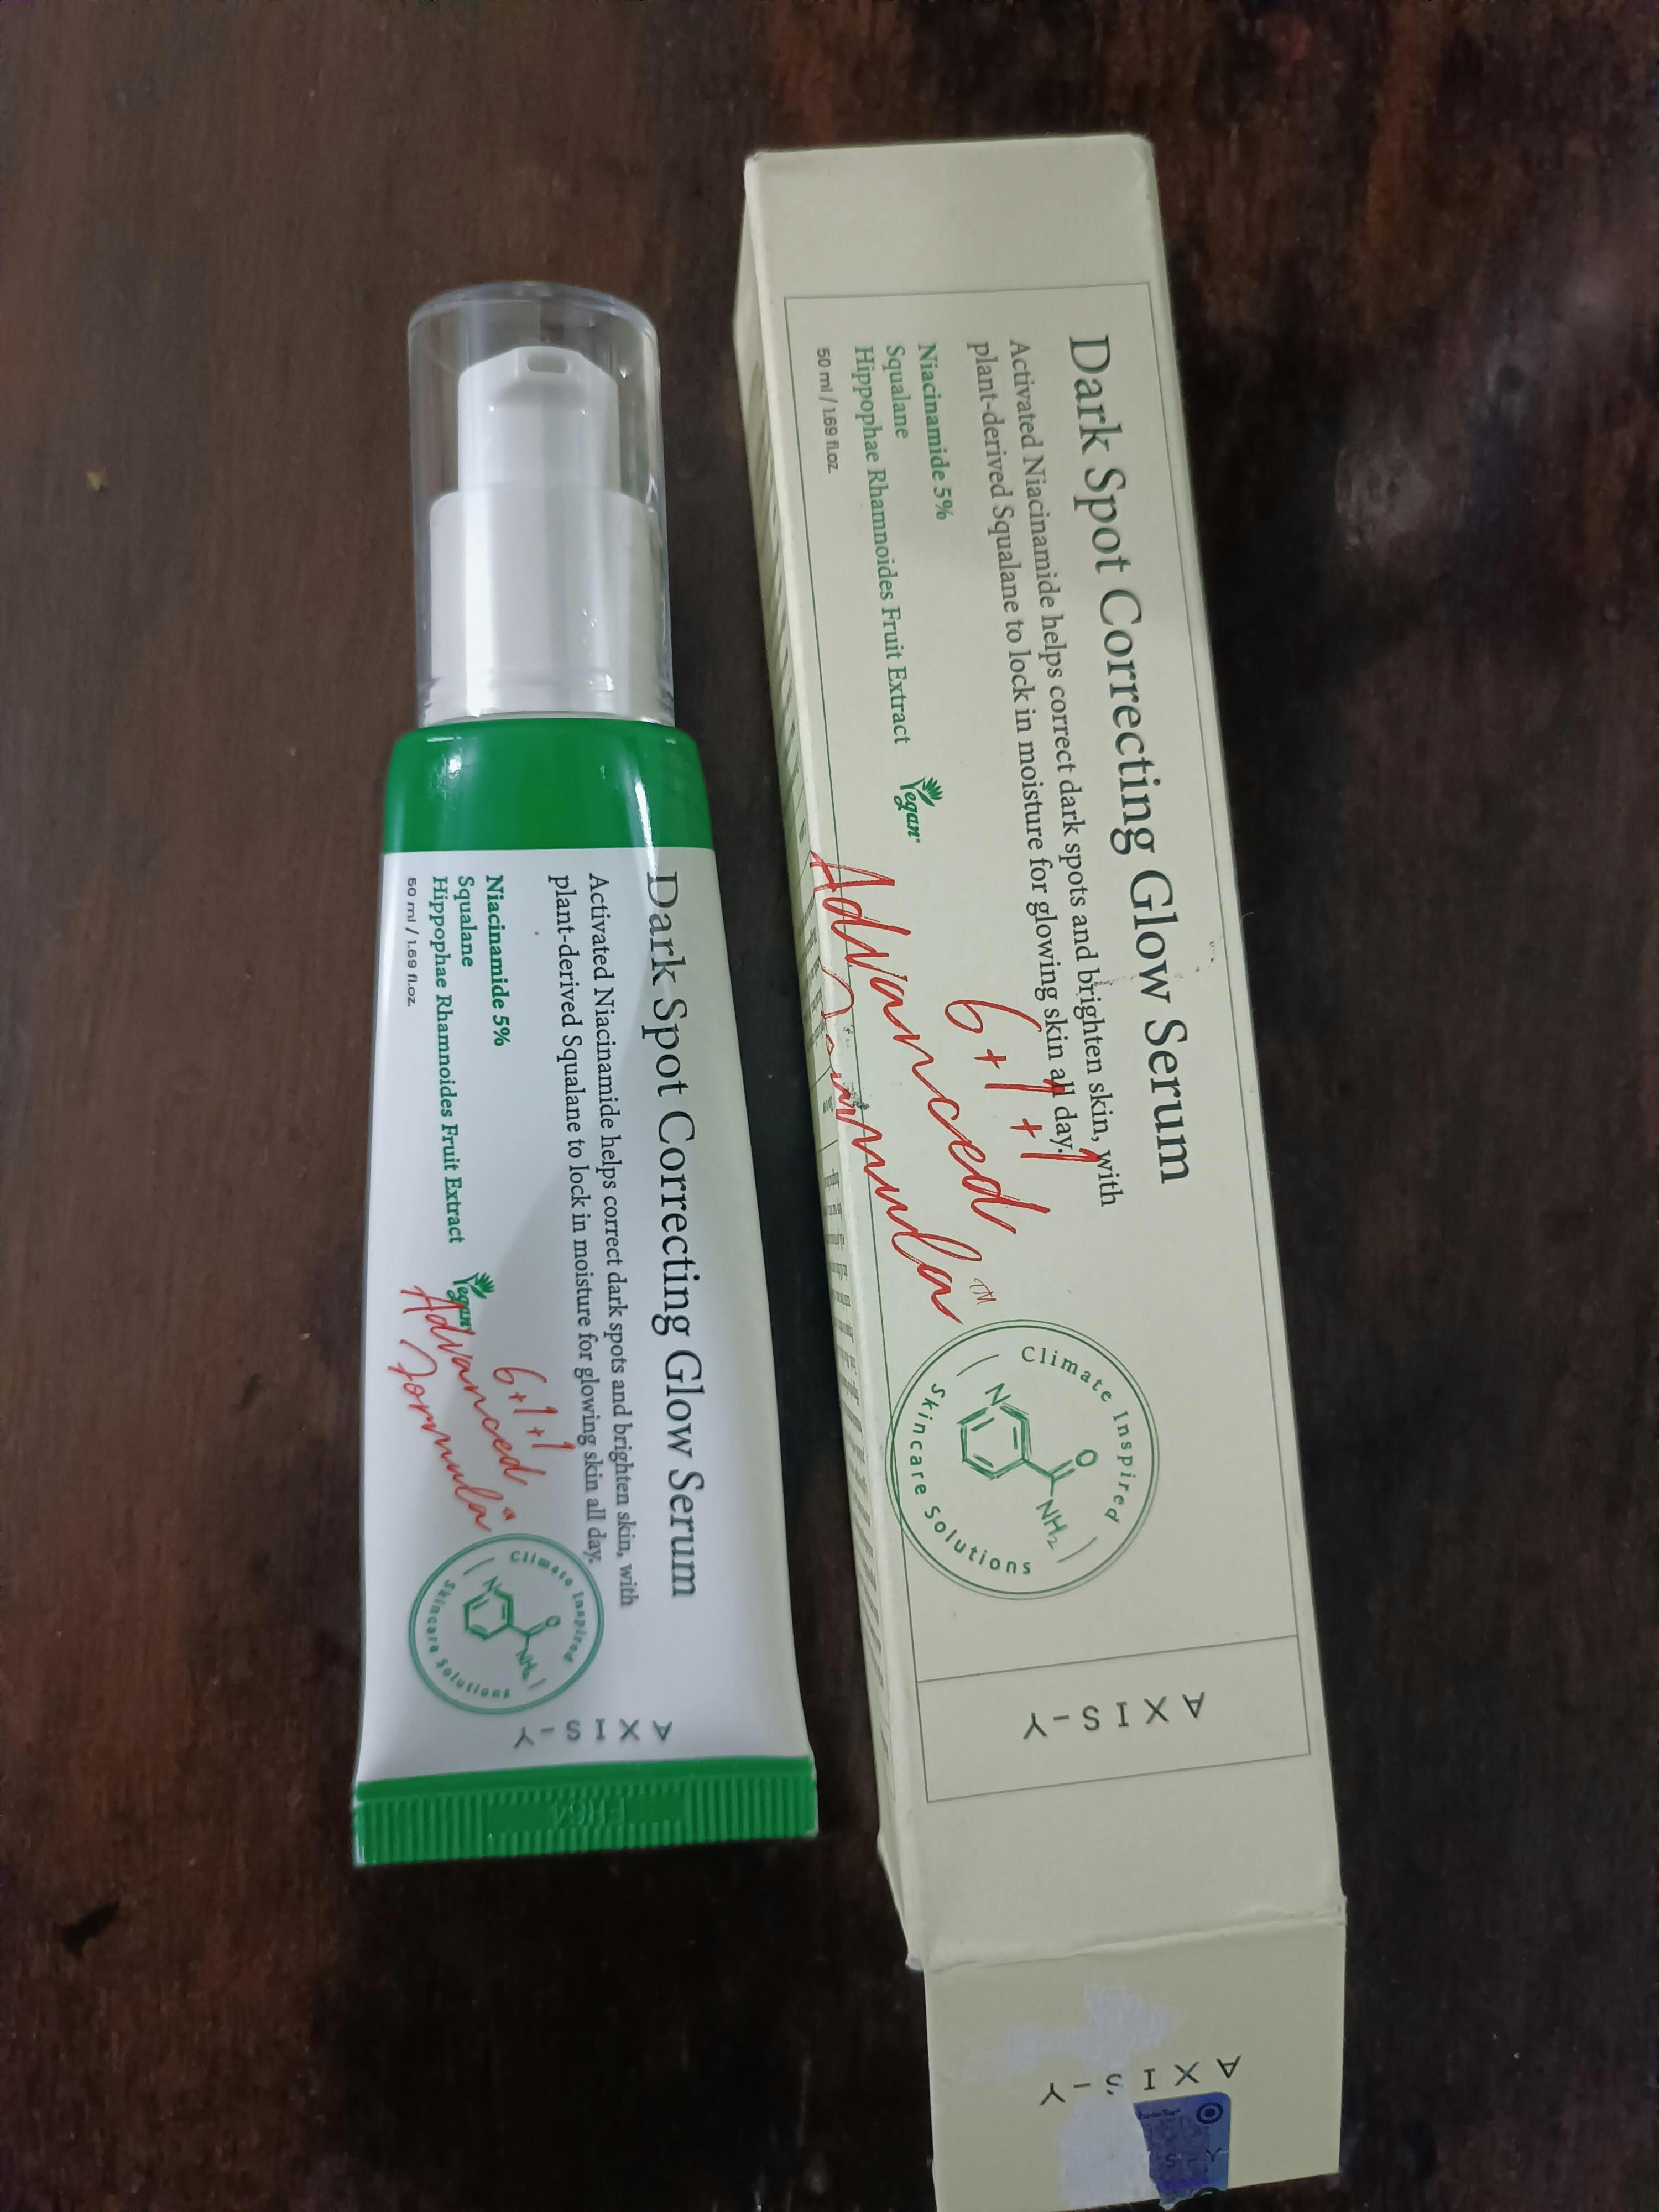 Dark Spot Correcting Glow Serum
Activated Niacinamide helps correct dark spots and brighten skin, with
plant-derived Squalane to lock in moisture for glowing skin all day.
Niacinamide 5%
Squalane
Hippophae Rhamnoides Fruit Extract
50 ml / 1.69 fl.oz.
Vegan
6+1+1
Advanced
Formula™
Climate Inspired
Skincare Solutions
N
O
NH₂
AXIS-Y
AXIS-Y
Dark Spot Correcting Glow Serum
Activated Niacinamide helps correct dark spots and brighten skin, with
plant-derived Squalane to lock in moisture for glowing skin all day.
Niacinamide 5%
Squalane
Hippophae Rhamnoides Fruit Extract
50 ml / 1.69 fl.oz.
Vegan
6+1+1
Advanced
Formula
Climate Inspired
Skincare Solutions
N
O
NH₂
AXIS-Y